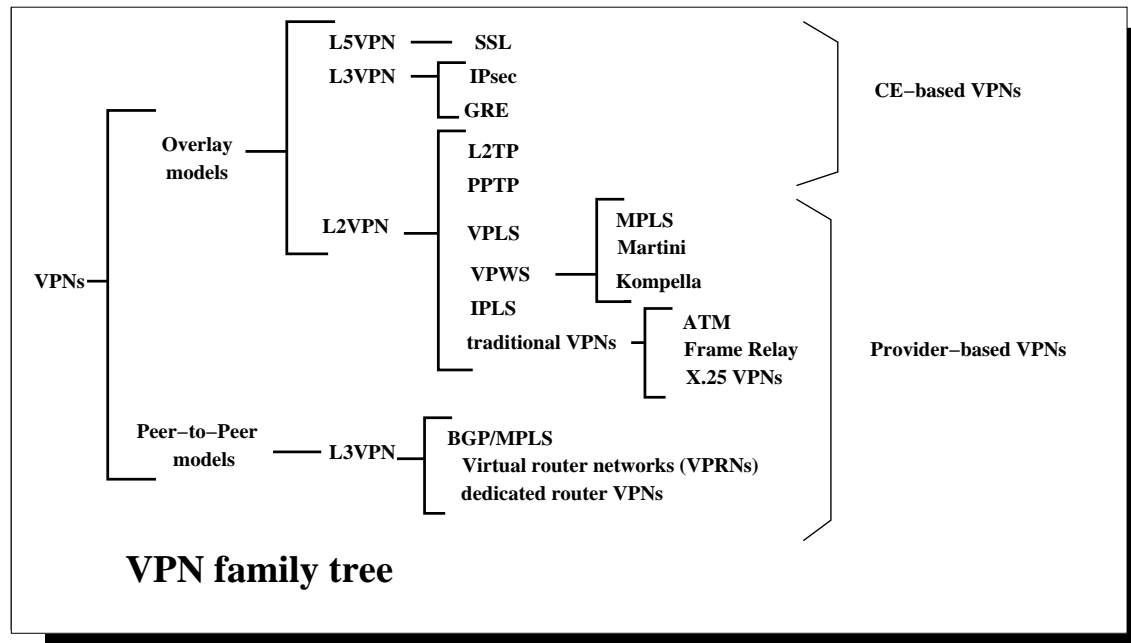 L5VPN
SSL
L3VPN
IPsec
GRE
CE-based VPNs
Overlay
models
L2TP
PPTP
L2VPN
VPLS
MPLS
Martini
VPWS
Kompella
VPNs
IPLS
traditional VPNs
ATM
Frame Relay
X.25 VPNs
Provider-based VPNs
Peer-to-Peer
models
L3VPN
BGP/MPLS
Virtual router networks (VPRNs)
dedicated router VPNs
VPN family tree